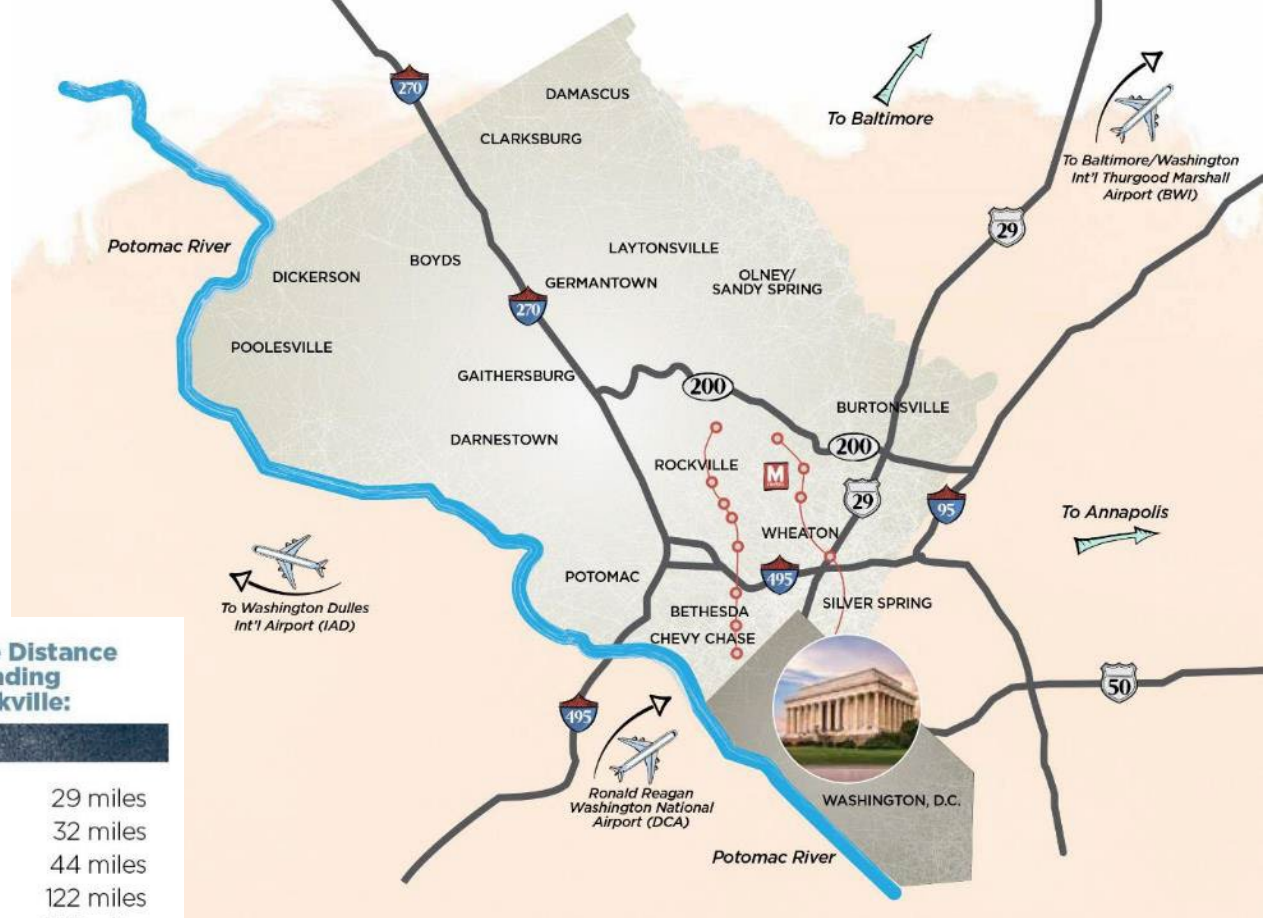 270
DAMASCUS
CLARKSBURG
To Baltimore
To Baltimore/Washington
Int'l Thurgood Marshall
Airport (BWI)
29
Potomac River
DICKERSON
BOYDS
LAYTONSVILLE
GERMANTOWN
OLNEY/
SANDY SPRING
270
POOLESVILLE
GAITHERSBURG
200
BURTONSVILLE
DARNESTOWN
200
ROCKVILLE
M
29
95
To Annapolis
WHEATON
POTOMAC
495
To Washington Dulles
Int'l Airport (IAD)
BETHESDA
SILVER SPRING
CHEVY CHASE
Distance
kville:
50
495
29 miles
32 miles
44 miles
122 miles
Ronald Reagan
Washington National
Airport (DCA)
WASHINGTON, D.C.
Potomac River